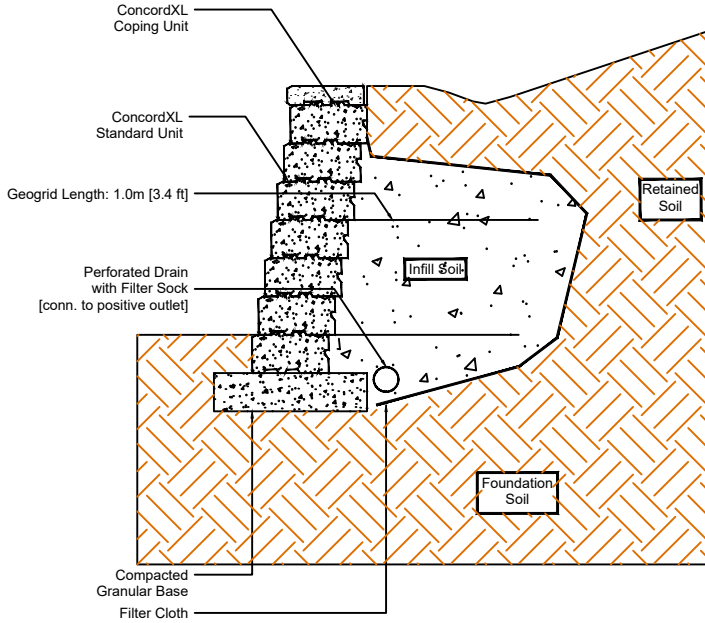 ConcordXL
Coping Unit
ConcordXL
Standard Unit
Geogrid Length: 1.0m [3.4 ft]
Retained
Soil
Perforated Drain
with Filter Sock
[conn. to positive outlet]
Infill Soil
Foundation
Soil
Compacted
Granular Base
Filter Cloth